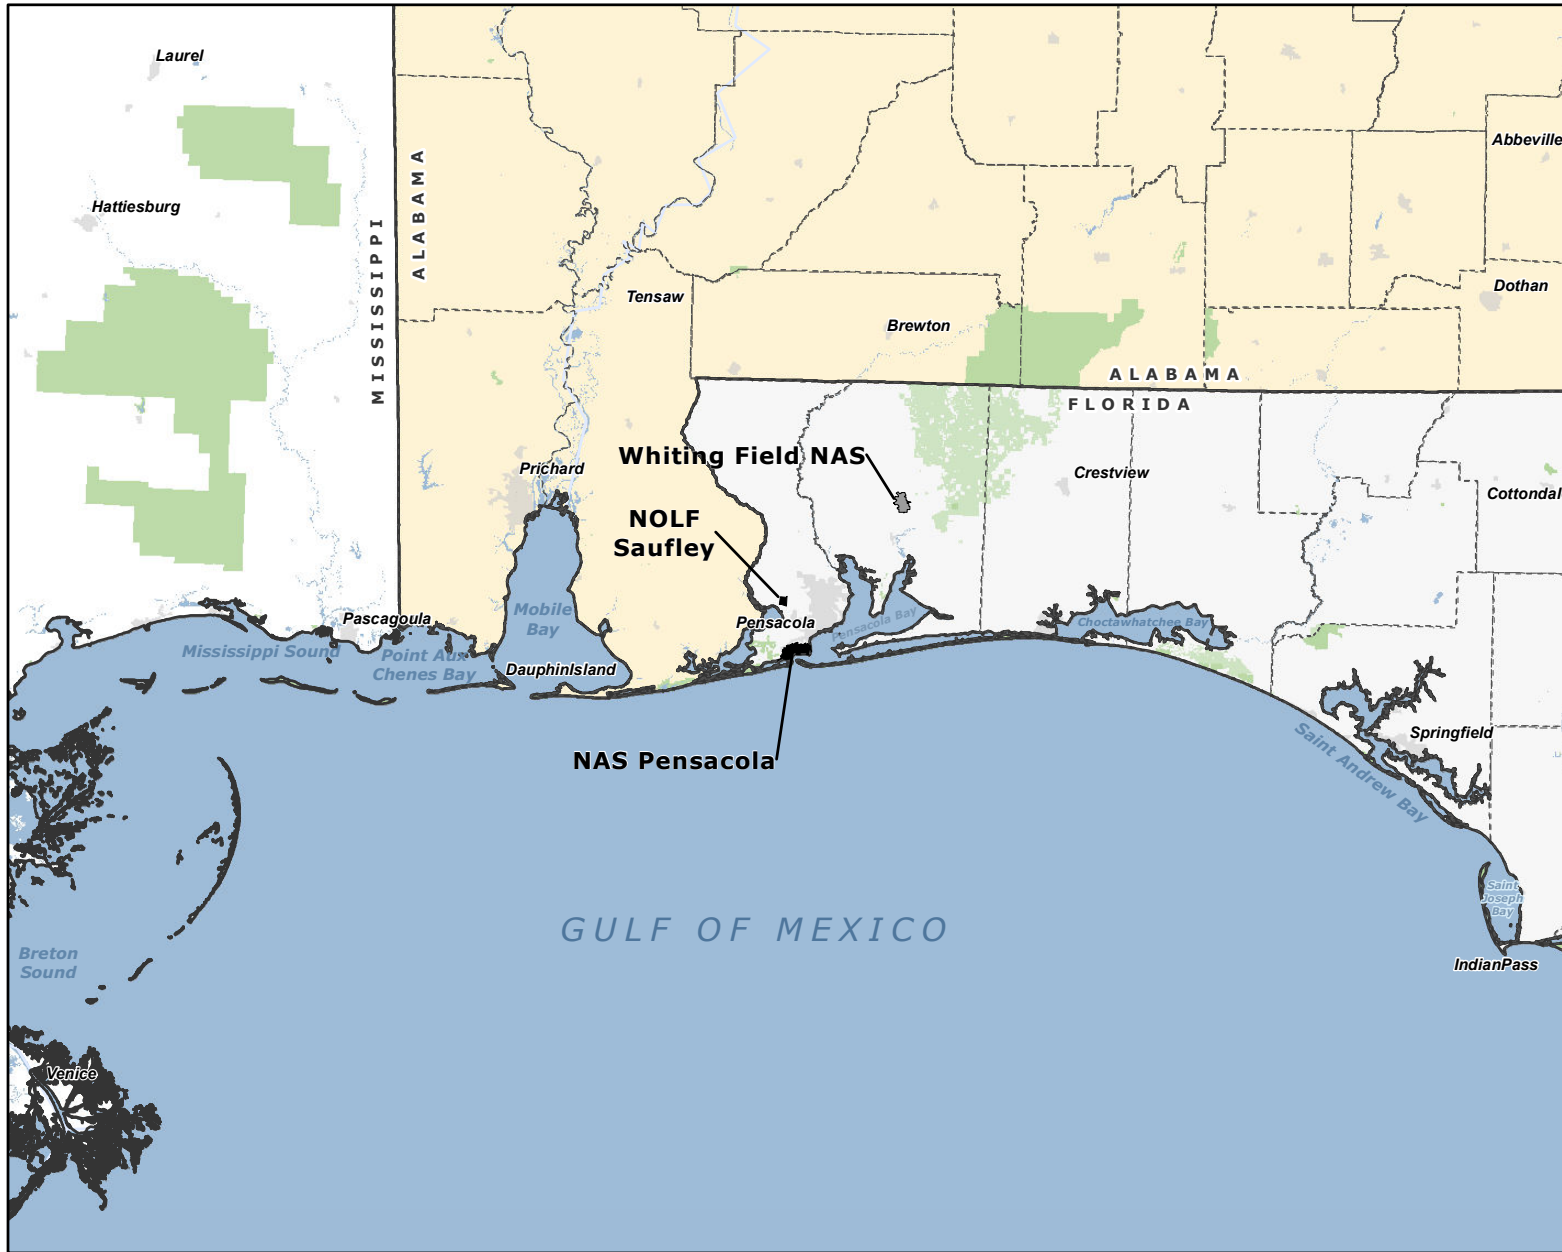 Laurel
Abbeville
Hattiesburg
MISSISSIPPI
ALABAMA
Tensaw
Dothan
Brewton
ALABAMA
FLORIDA
Whiting Field NAS
Prichard
Crestview
Cottondal
NOLF
Saufley
Mobile
Bay
Pascagoula
Pensacola
Pensacola Bay
Choctawhatchee Bay
Mississippi Sound
Point Aux
Chenes Bay
DauphinIsland
NAS Pensacola
Springfield
Saint Andrew Bay
Saint
Joseph
Bay
GULF OF MEXICO
Breton
Sound
IndianPass
Venice